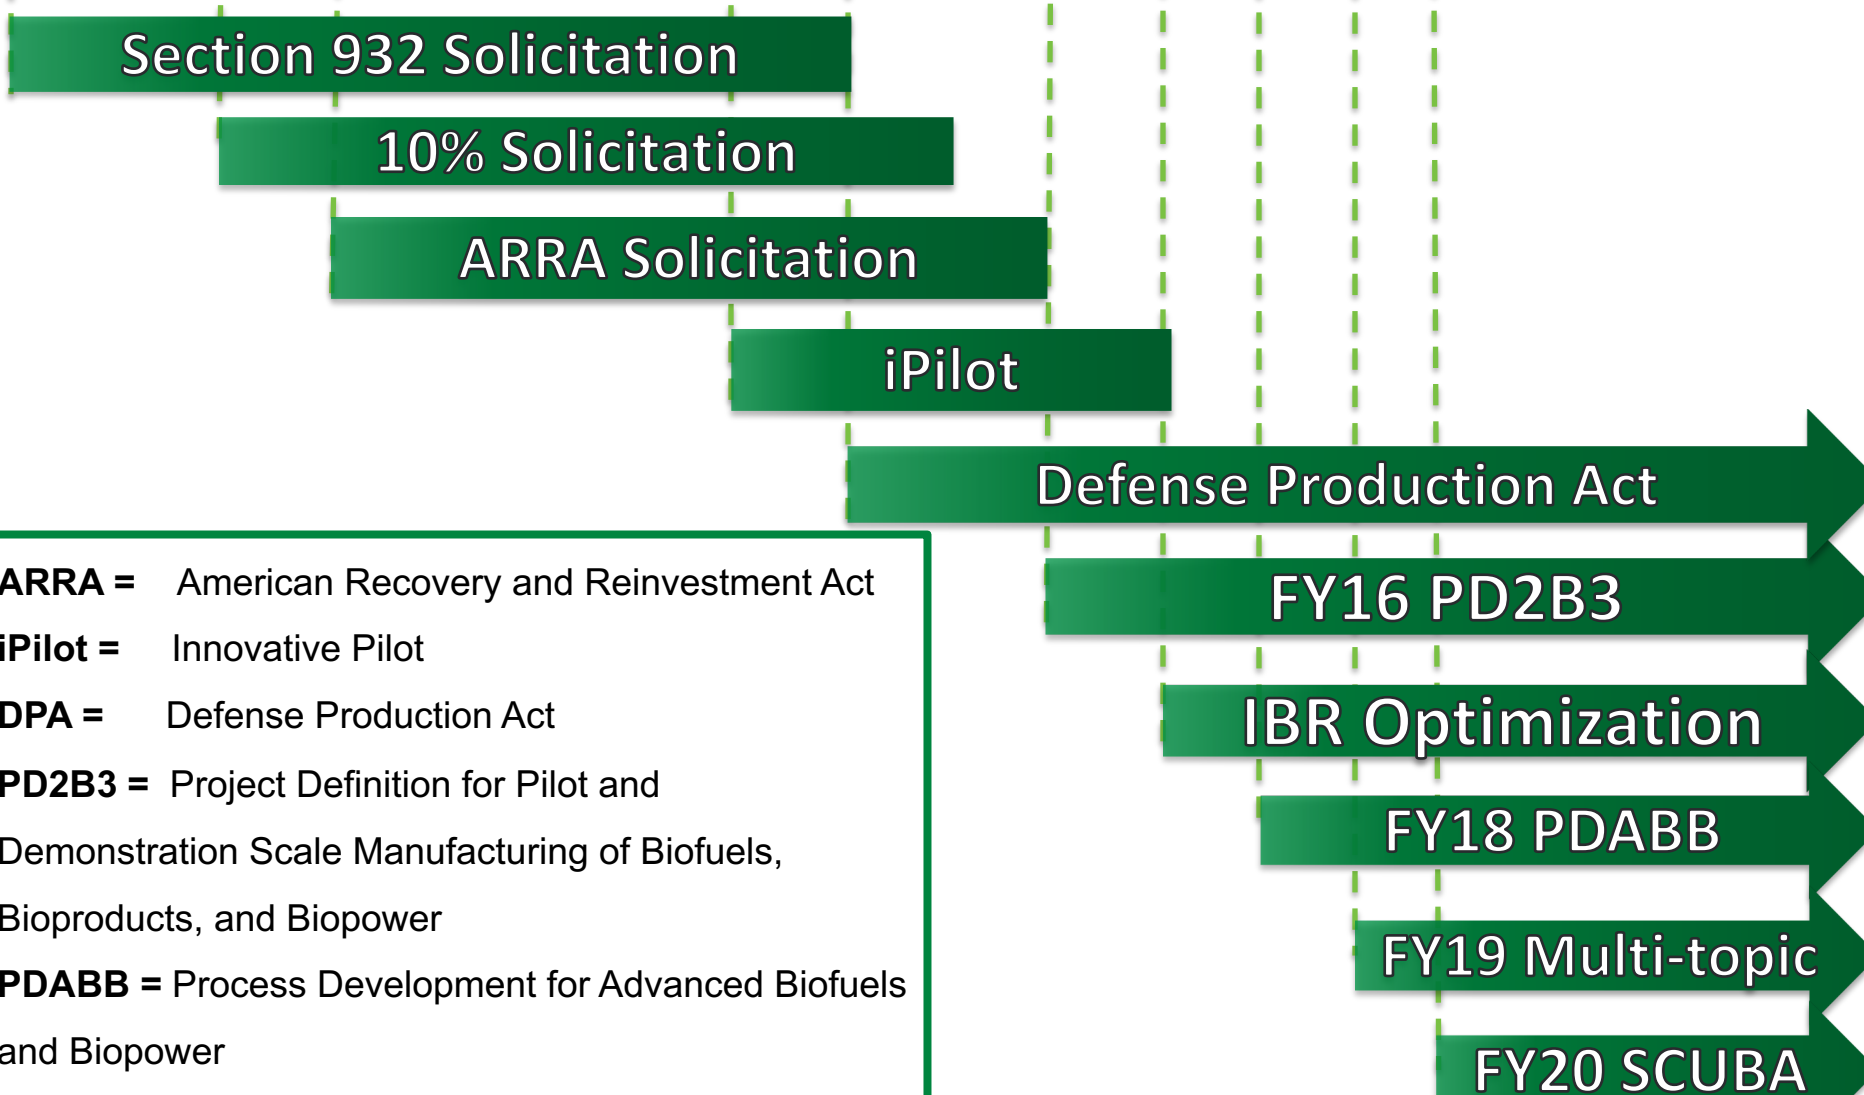 Section 932 Solicitation
10% Solicitation
ARRA Solicitation
iPilot
Defense Production Act
FY16 PD2B3
IBR Optimization
FY18 PDABB
FY19 Multi-topic
FY20 SCUBA
ARRA = American Recovery and Reinvestment Act
iPilot = Innovative Pilot
DPA = Defense Production Act
PD2B3 = Project Definition for Pilot and
Demonstration Scale Manufacturing of Biofuels,
Bioproducts, and Biopower
PDABB = Process Development for Advanced Biofuels
and Biopower